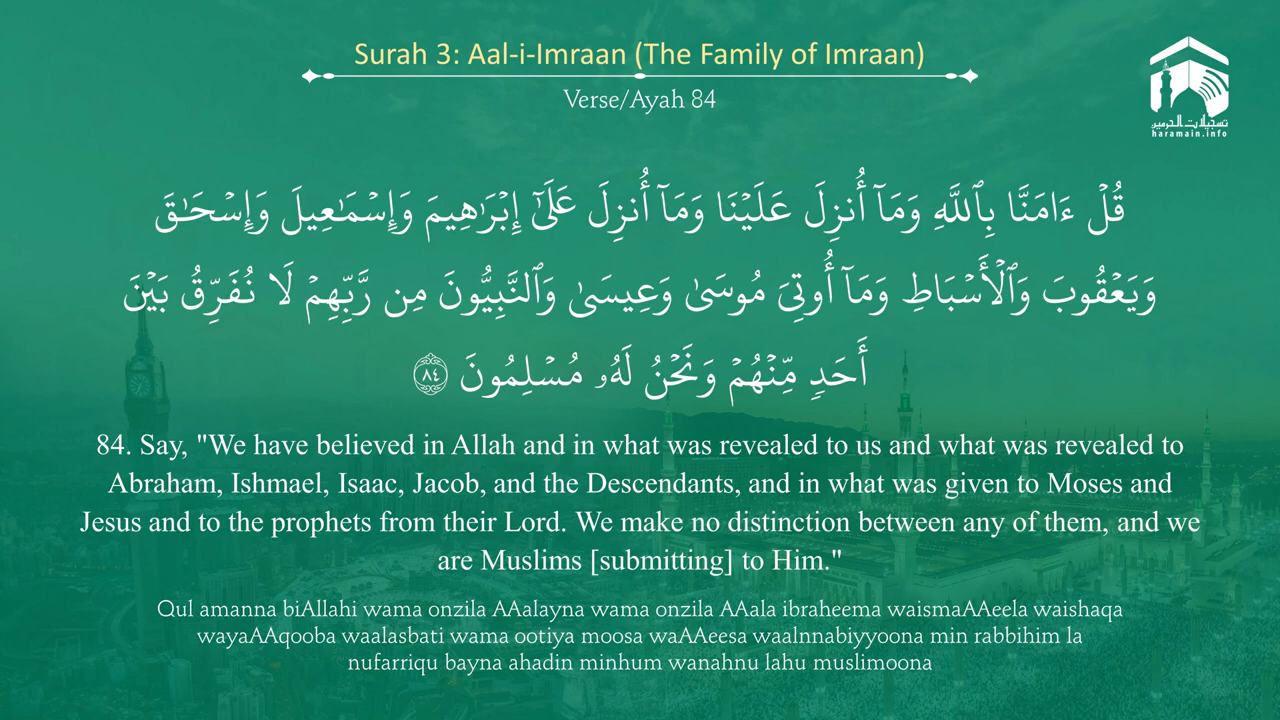 Surah 3: Aal-i-Imraan (The Family of Imraan)
Verse/Ayah 84
تسجيلات الحرمين
haramain.info
قُلْ ءَامَنَّا بِٱللَّهِ وَمَآ أُنزِلَ عَلَيْنَا وَمَآ أُنزِلَ عَلَىٰٓ إِبْرَٰهِيمَ وَإِسْمَـٰعِيلَ وَإِسْحَـٰقَ
وَيَعْقُوبَ وَٱلْأَسْبَاطِ وَمَآ أُوتِىَ مُوسَىٰ وَعِيسَىٰ وَٱلنَّبِيُّونَ مِن رَّبِّهِمْ لَا نُفَرِّقُ بَيْنَ
أَحَدٍ مِّنْهُمْ وَنَحْنُ لَهُۥ مُسْلِمُونَ ٨٤
84. Say, "We have believed in Allah and in what was revealed to us and what was revealed to
Abraham, Ishmael, Isaac, Jacob, and the Descendants, and in what was given to Moses and
Jesus and to the prophets from their Lord. We make no distinction between any of them, and we
are Muslims [submitting] to Him."
Qul amanna biAllahi wama onzila AAalayna wama onzila AAala ibraheema waismaAAeela waishaqa
wayaAAqooba waalasbati wama ootiya moosa waAAeesa waalnnabiyyoona min rabbihim la
nufarriqu bayna ahadin minhum wanahnu lahu muslimoona